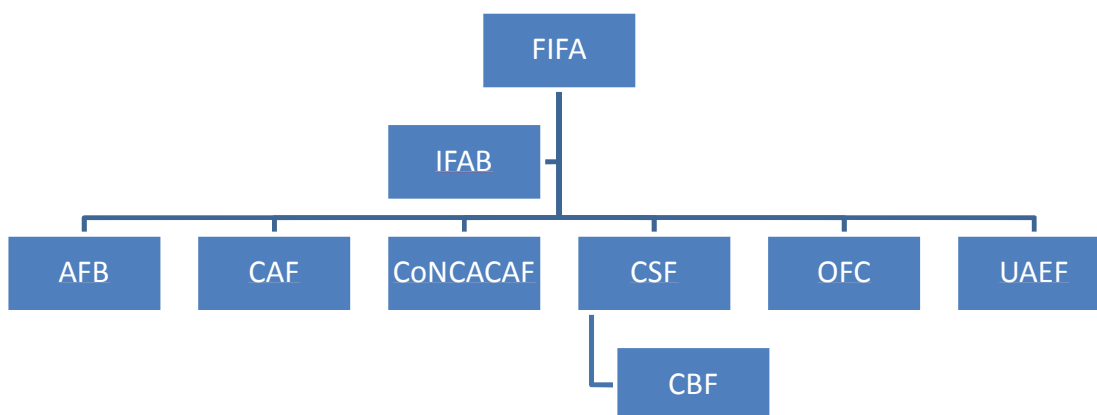 FIFA
IFAB
AFB
CAF
CoNCACAF
CSF
OFC
UAEF
CBF